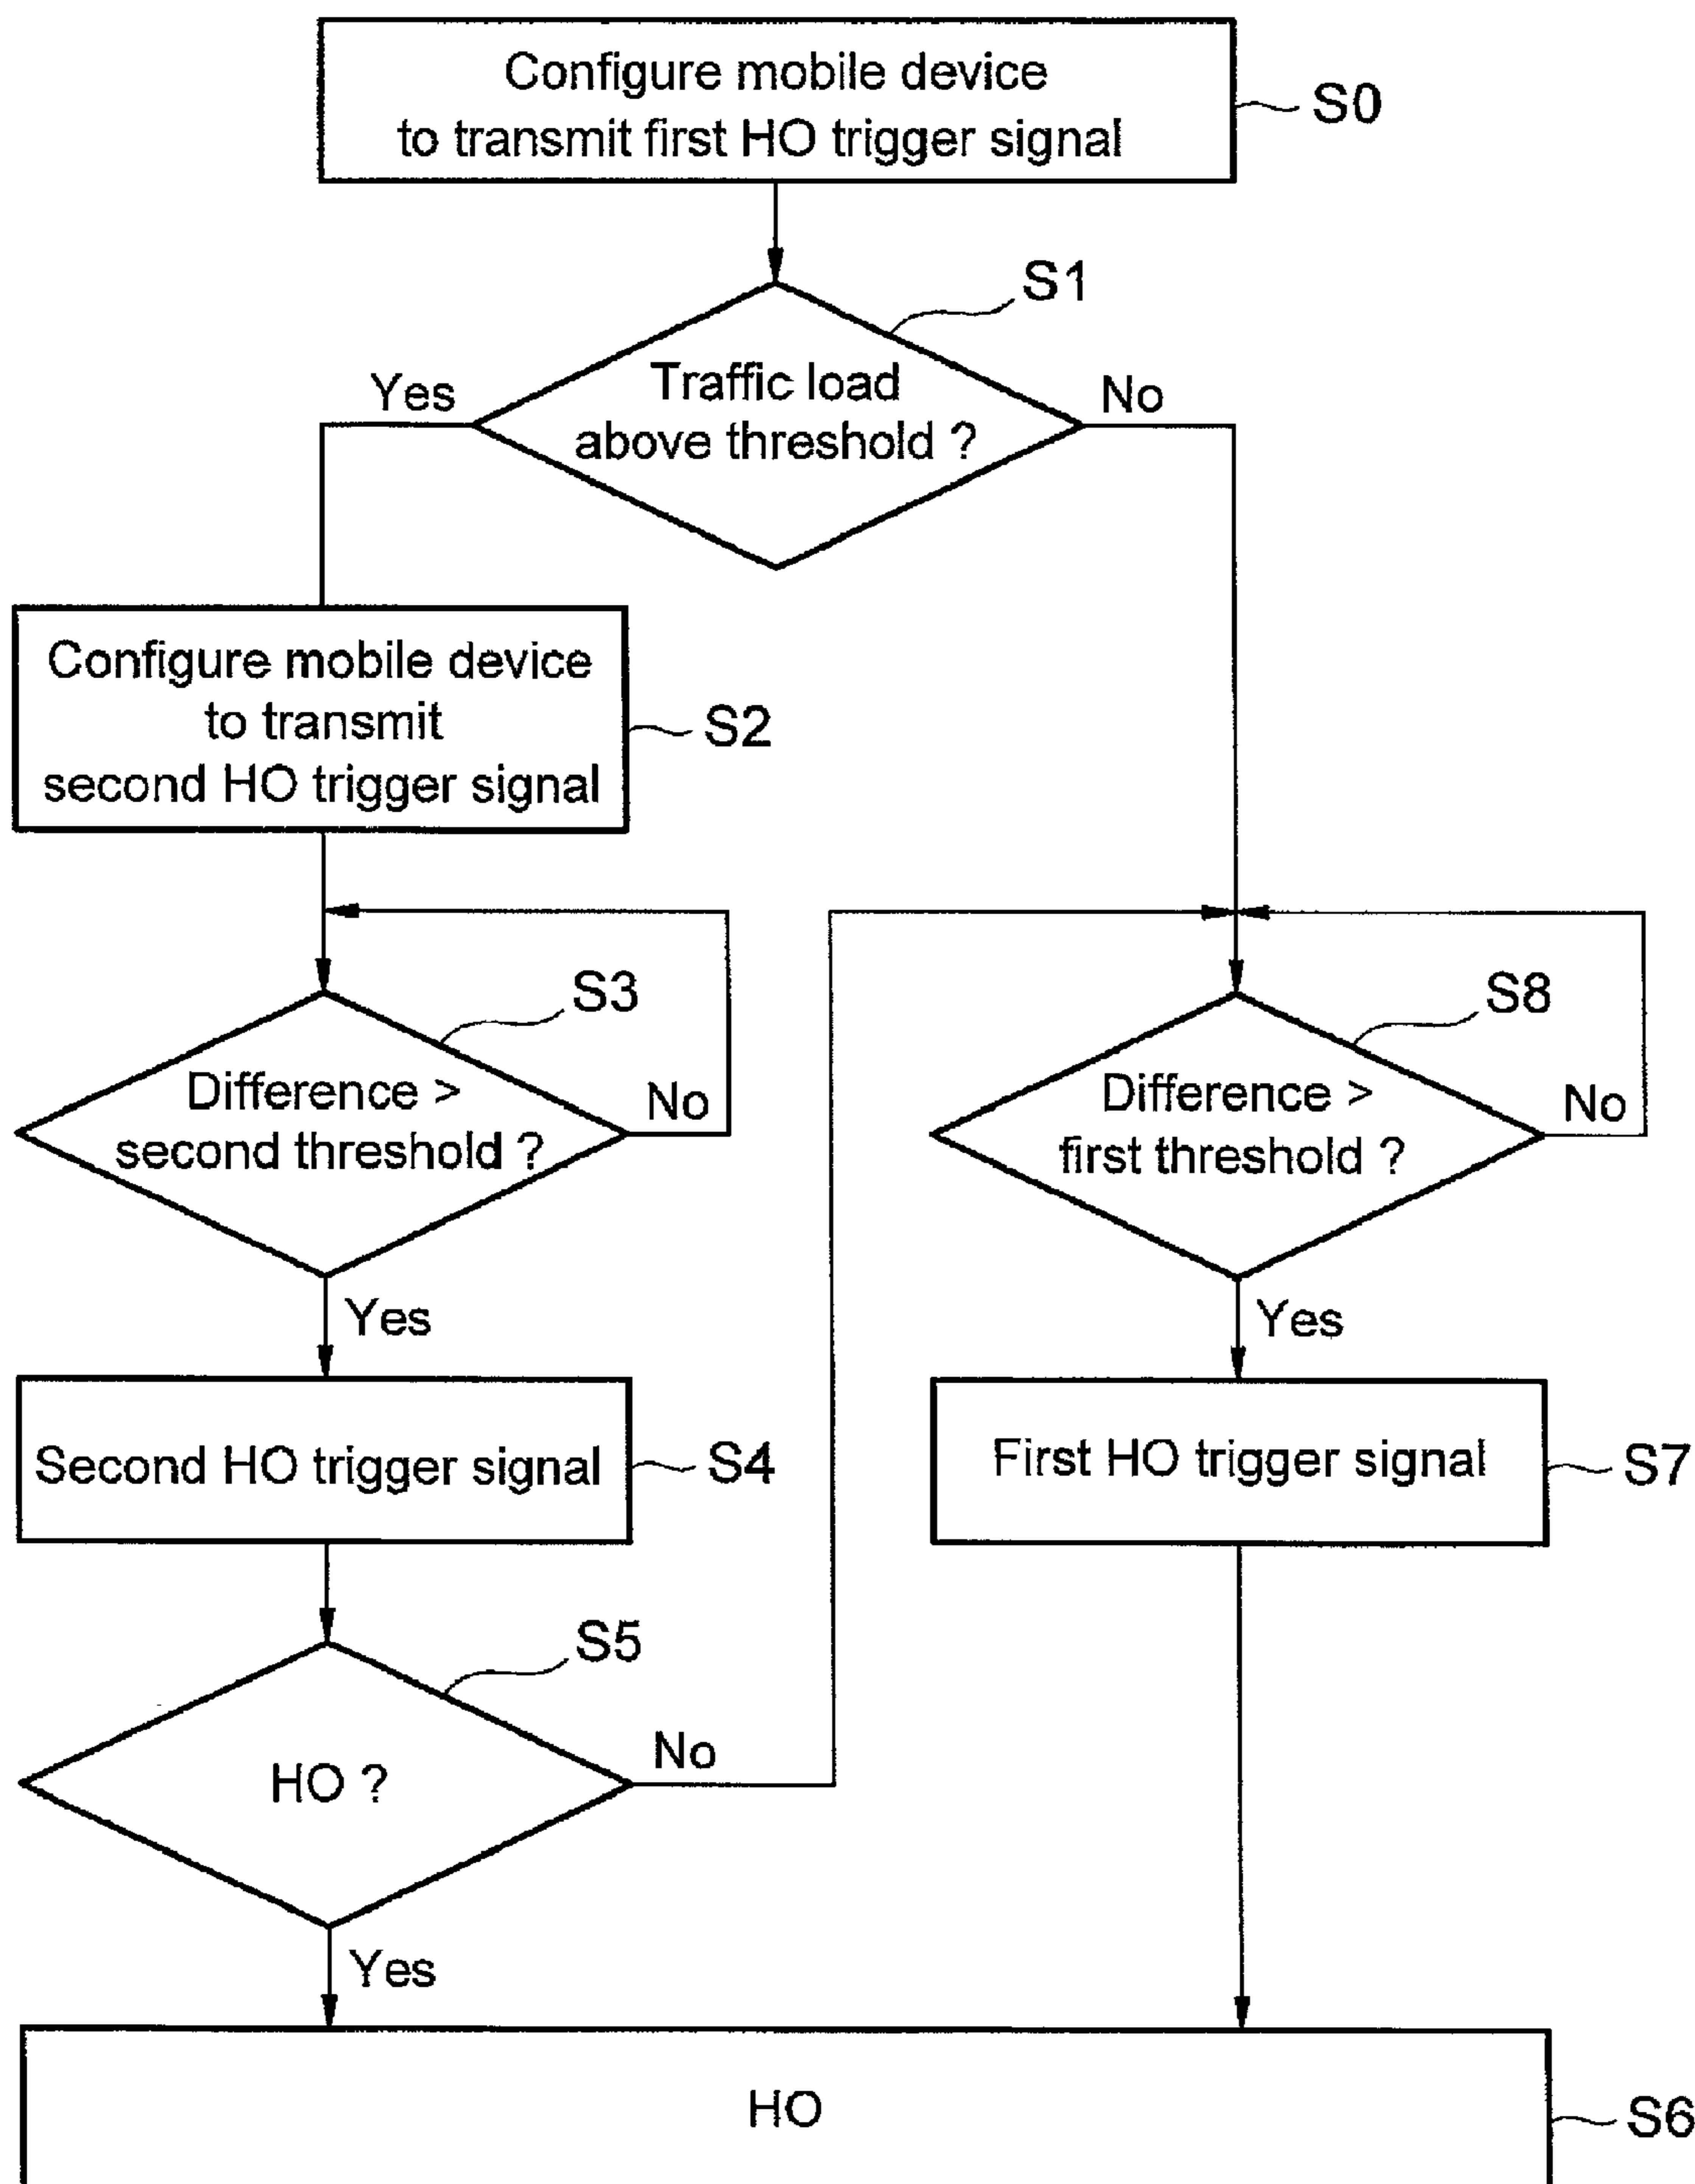 Configure mobile device
to transmit first HO trigger signal
S0
S1
Traffic load
above threshold ?
Yes
No
Configure mobile device
to transmit
second HO trigger signal
S2
S3
Difference >
second threshold ?
No
S8
Difference >
first threshold ?
No
Yes
Yes
Second HO trigger signal
S4
First HO trigger signal
S7
S5
HO ?
No
Yes
HO
S6